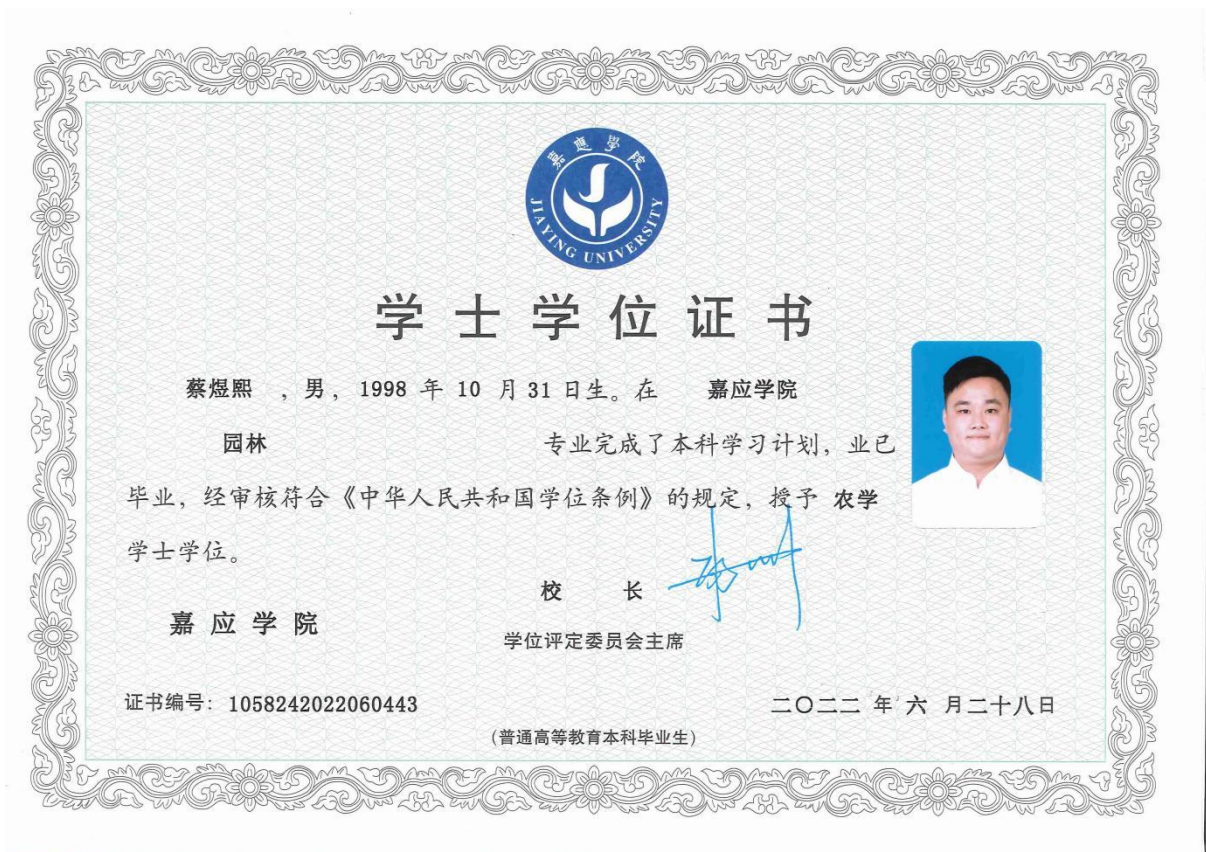 嘉應學院
JIAYING UNIVERSITY
学士学位证书
蔡煜熙 ，男，1998 年 10 月 31 日生。在 嘉应学院
园林 专业完成了本科学习计划，业已
毕业，经审核符合《中华人民共和国学位条例》的规定，授予 农学
学士学位。
校 长
嘉应学院
学位评定委员会主席
证书编号：1058242022060443
二〇二二 年 六 月二十八日
（普通高等教育本科毕业生）